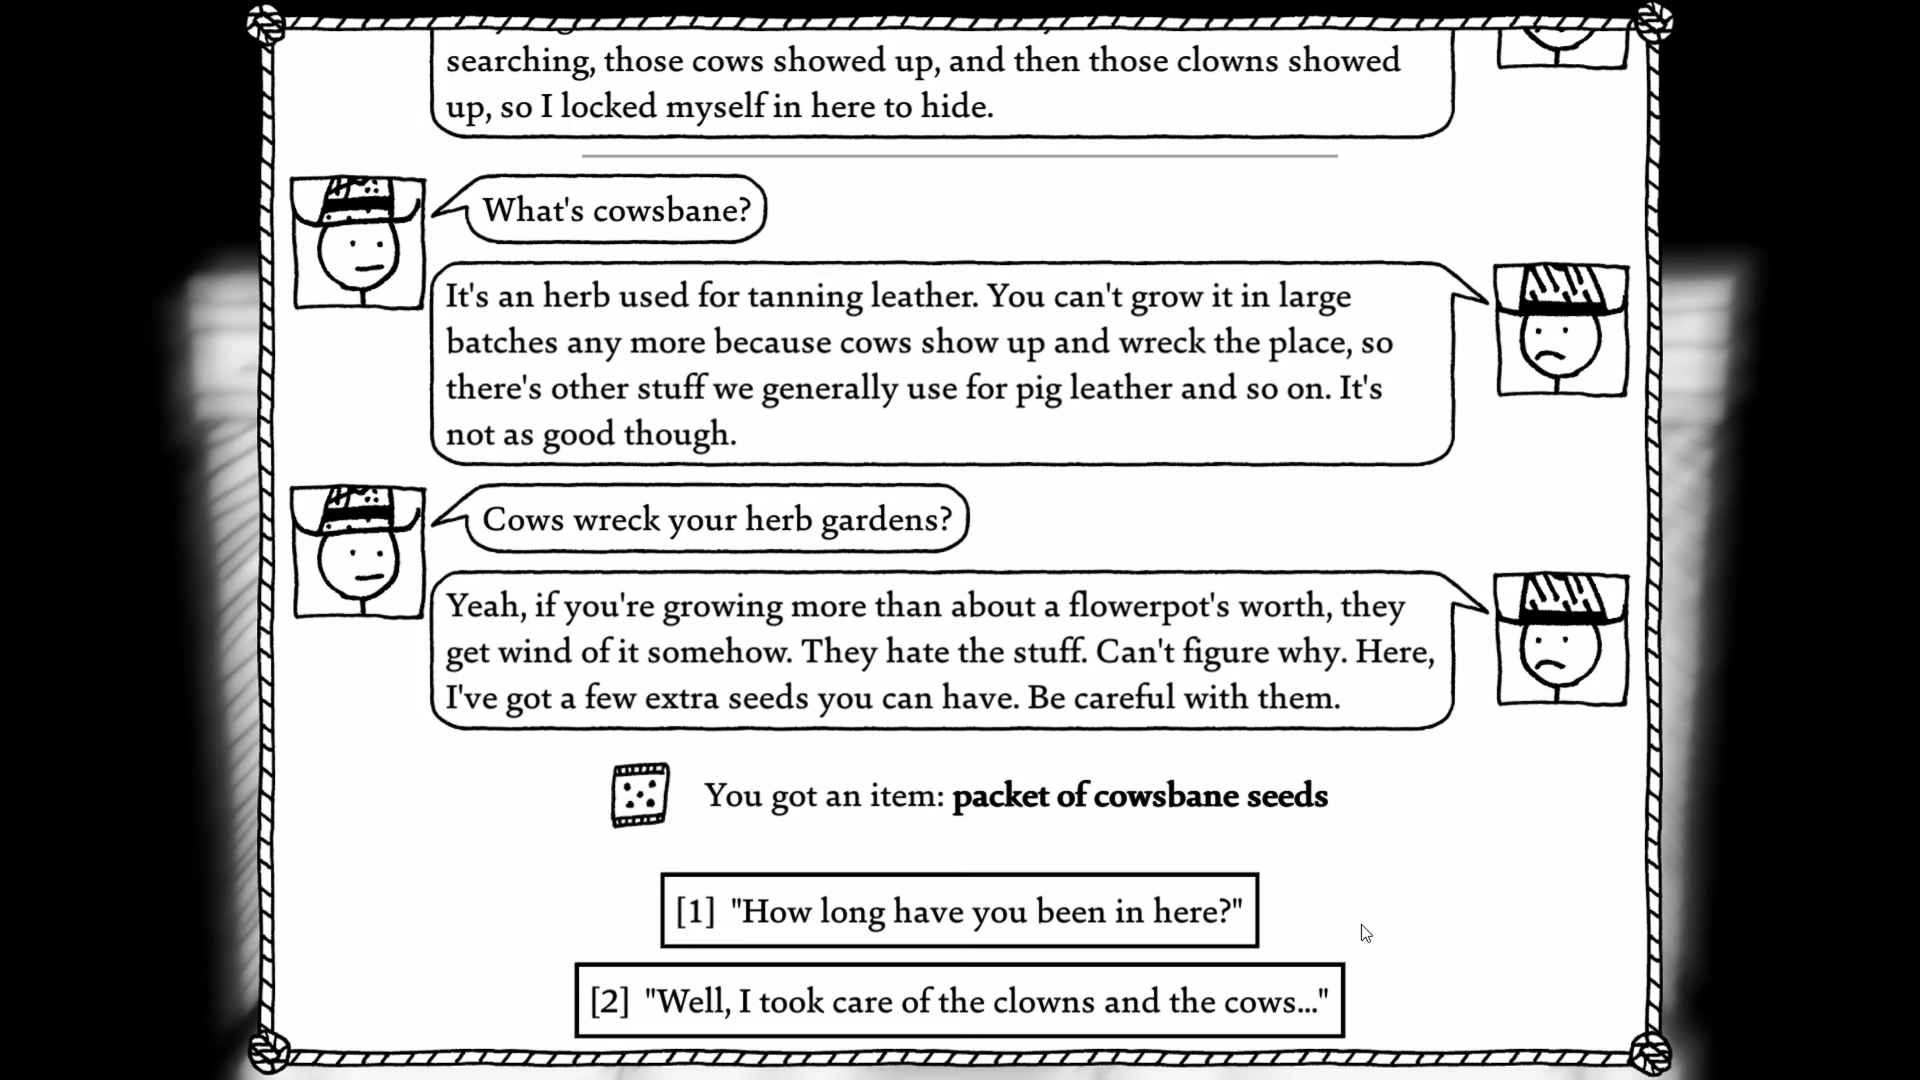 searching, those cows showed up, and then those clowns showed
up, so I locked myself in here to hide.
What's cowsbane?
It's an herb used for tanning leather. You can't grow it in large
batches any more because cows show up and wreck the place, so
there's other stuff we generally use for pig leather and so on. It's
not as good though.
Cows wreck your herb gardens?
Yeah, if you're growing more than about a flowerpot's worth, they
get wind of it somehow. They hate the stuff. Can't figure why. Here,
I've got a few extra seeds you can have. Be careful with them.
You got an item: packet of cowsbane seeds
[1] "How long have you been in here?"
[2] "Well, I took care of the clowns and the cows..."